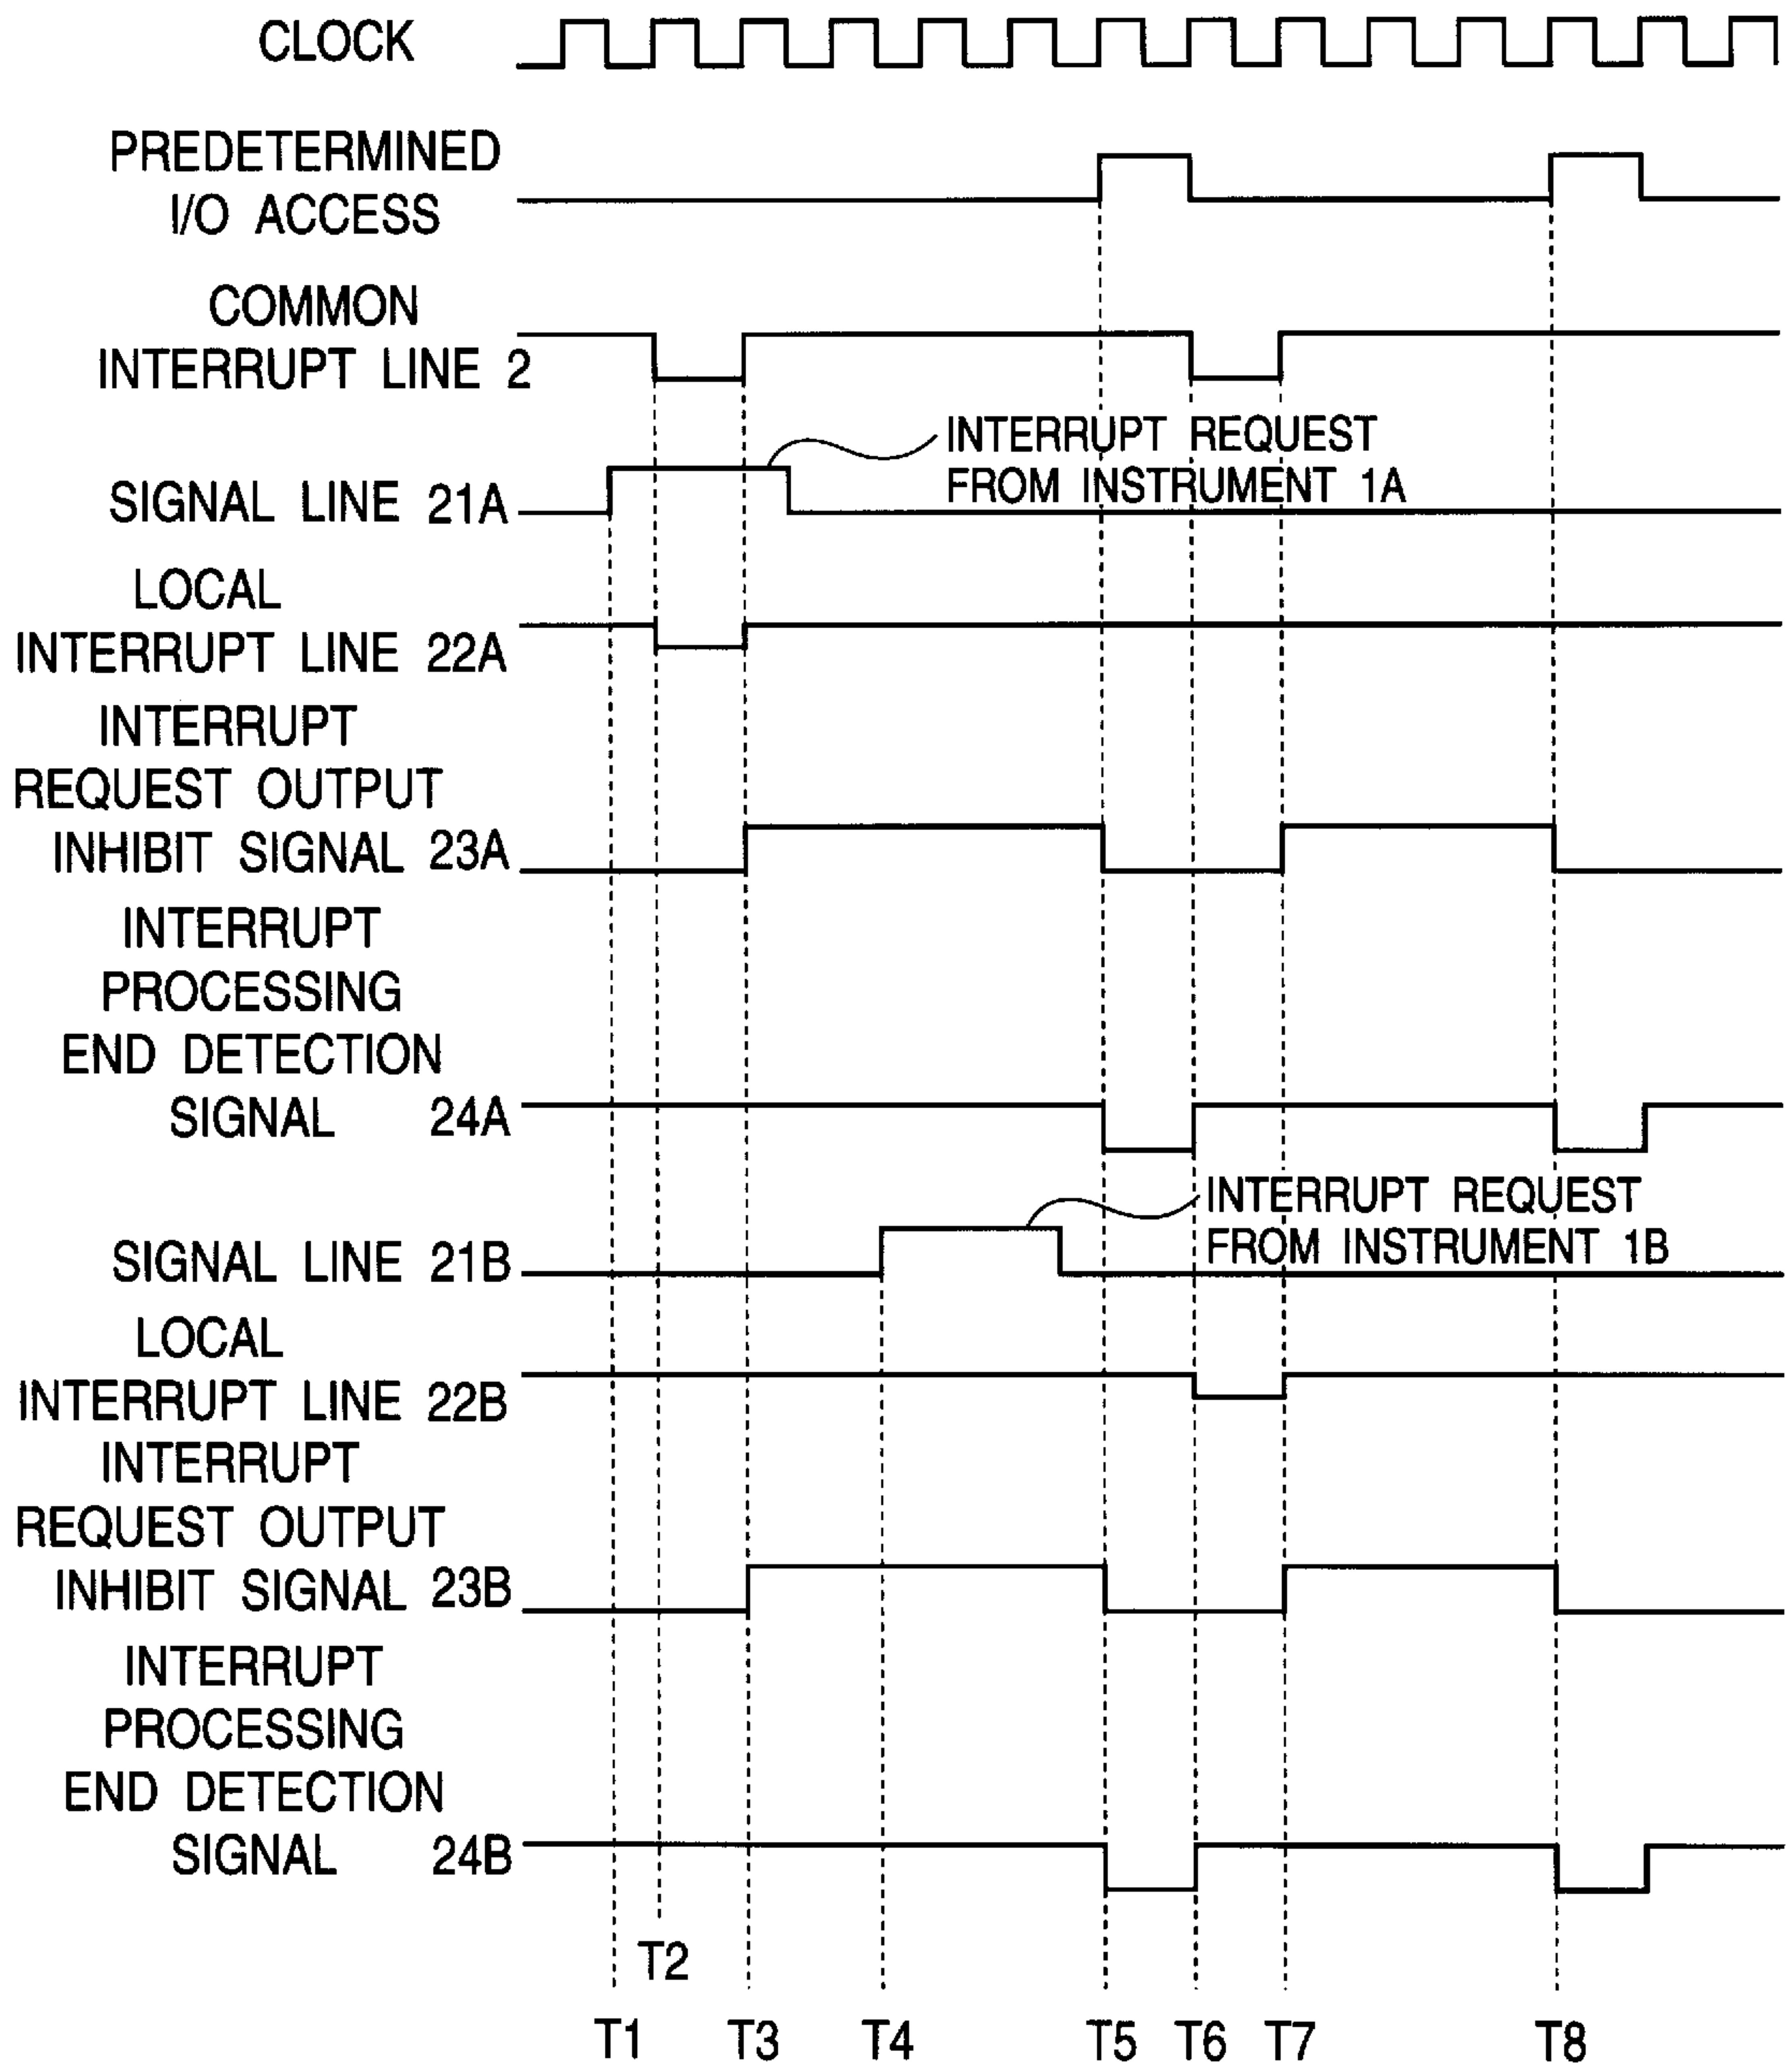 CLOCK
PREDETERMINED
I/O ACCESS
COMMON
INTERRUPT LINE 2
INTERRUPT REQUEST
FROM INSTRUMENT 1A
SIGNAL LINE 21A
LOCAL
INTERRUPT LINE 22A
INTERRUPT
REQUEST OUTPUT
INHIBIT SIGNAL 23A
INTERRUPT
PROCESSING
END DETECTION
SIGNAL 24A
INTERRUPT REQUEST
FROM INSTRUMENT 1B
SIGNAL LINE 21B
LOCAL
INTERRUPT LINE 22B
INTERRUPT
REQUEST OUTPUT
INHIBIT SIGNAL 23B
INTERRUPT
PROCESSING
END DETECTION
SIGNAL 24B
T2
T1 T3 T4 T5 T6 T7 T8